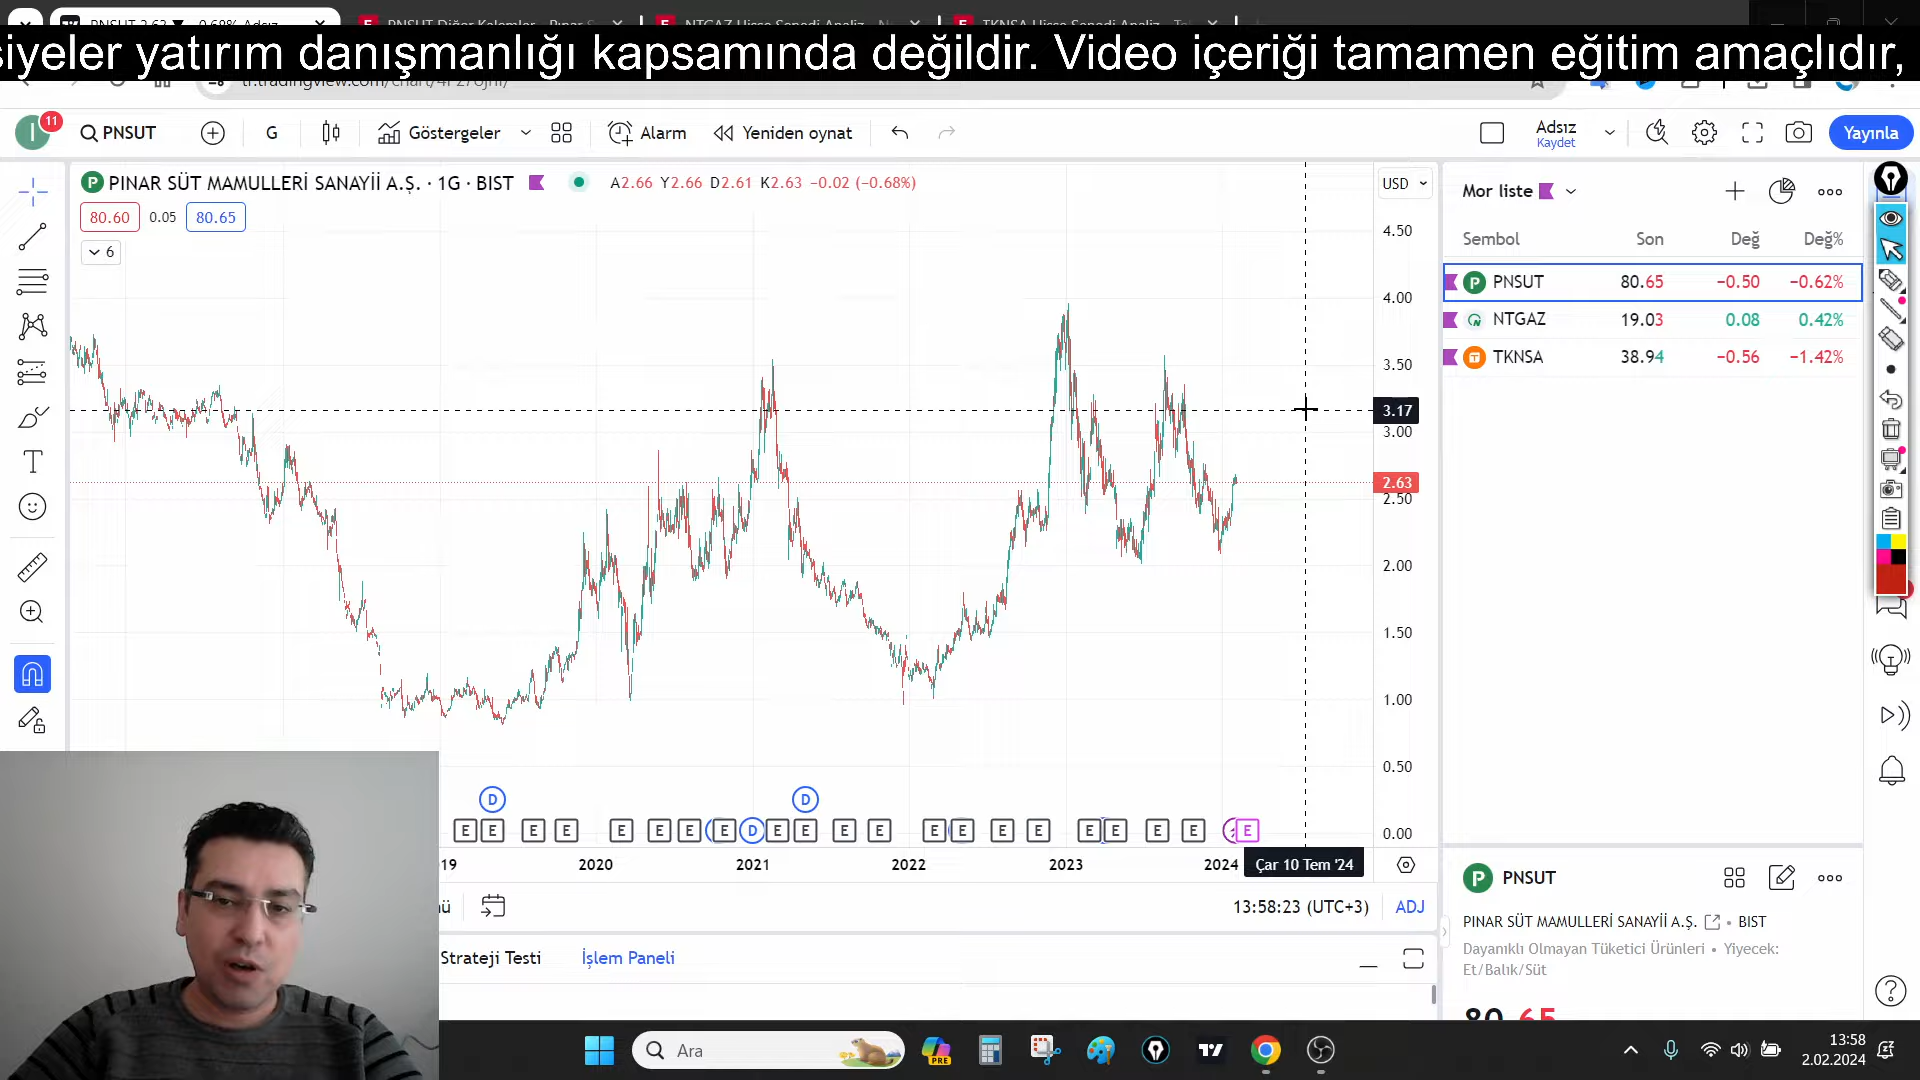 siyeler yatırım danışmanlığı kapsamında değildir. Video içeriği tamamen eğitim amaçlıdır,
11
PNSUT
G
Göstergeler
Alarm
Yeniden oynat
Adsız
Kaydet
Yayınla
PINAR SÜT MAMULLERİ SANAYİİ A.Ş. · 1G · BIST
A2.66 Y2.66 D2.61 K2.63 −0.02 (−0.68%)
USD
80.60
0.05
80.65
6
4.50
4.00
3.50
3.17
3.00
2.63
2.50
2.00
1.50
1.00
0.50
0.00
D D
E E E E E E E E D E E E E E E E E E E E E E
19 2020 2021 2022 2023 2024 Çar 10 Tem '24
13:58:23 (UTC+3)
ADJ
Strateji Testi
İşlem Paneli
Mor liste
Sembol Son Değ Değ%
PNSUT 80.65 −0.50 −0.62%
NTGAZ 19.03 0.08 0.42%
TKNSA 38.94 −0.56 −1.42%
PNSUT
PINAR SÜT MAMULLERİ SANAYİİ A.Ş. • BIST
Dayanıklı Olmayan Tüketici Ürünleri • Yiyecek:
Et/Balık/Süt
80.65
Ara
PRE
13:58
2.02.2024